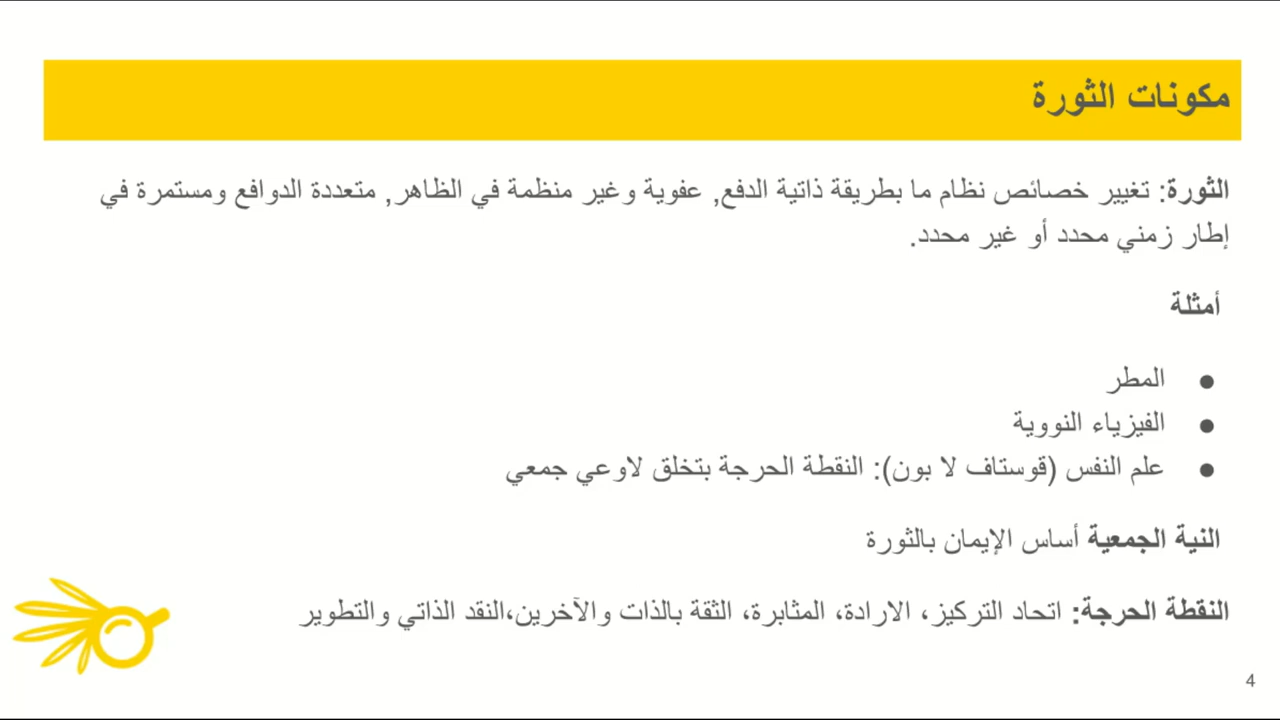 مكونات الثورة
الثورة: تغيير خصائص نظام ما بطريقة ذاتية الدفع, عفوية وغير منظمة في الظاهر, متعددة الدوافع ومستمرة في
إطار زمني محدد أو غير محدد.
أمثلة
● المطر
● الفيزياء النووية
● علم النفس (قوستاف لا بون): النقطة الحرجة بتخلق لاوعي جمعي
النية الجمعية أساس الإيمان بالثورة
النقطة الحرجة: اتحاد التركيز، الارادة، المثابرة، الثقة بالذات والآخرين،النقد الذاتي والتطوير
4